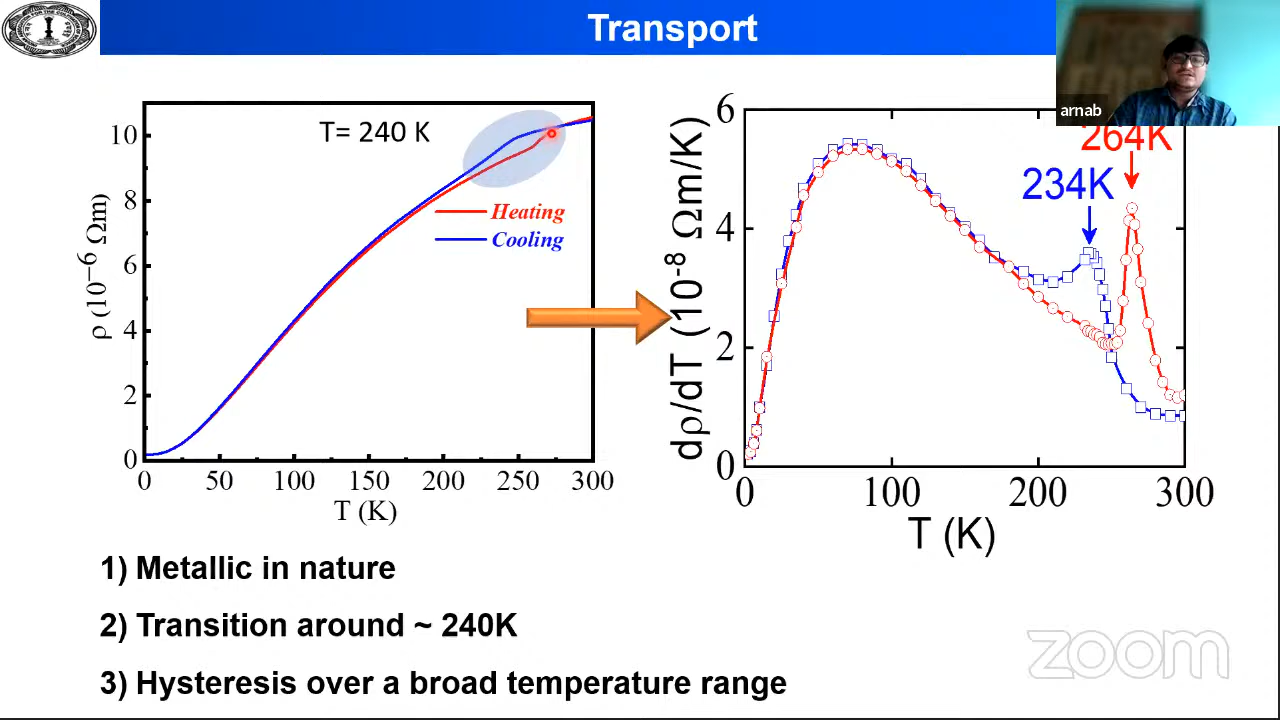 Transport
arnab
T= 240 K
Heating
Cooling
ρ (10⁻⁶ Ωm)
10
8
6
4
2
0
0 50 100 150 200 250 300
T (K)
264K
234K
dρ/dT (10⁻⁸ Ωm/K)
6
4
2
0
0 100 200 300
T (K)
1) Metallic in nature
2) Transition around ~ 240K
3) Hysteresis over a broad temperature range
zoom